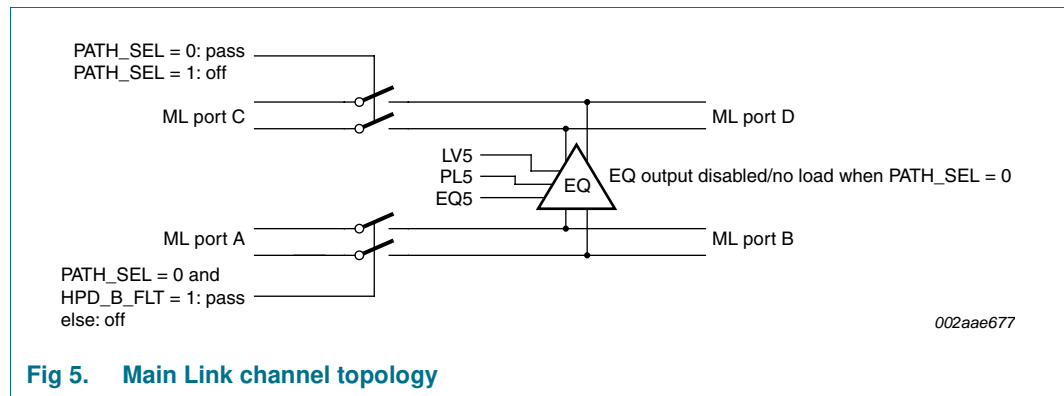 PATH_SEL = 0: pass
PATH_SEL = 1: off
ML port C
ML port D
LV5
PL5
EQ5
EQ
EQ output disabled/no load when PATH_SEL = 0
ML port A
ML port B
PATH_SEL = 0 and
HPD_B_FLT = 1: pass
else: off
002aae677
Fig 5. Main Link channel topology